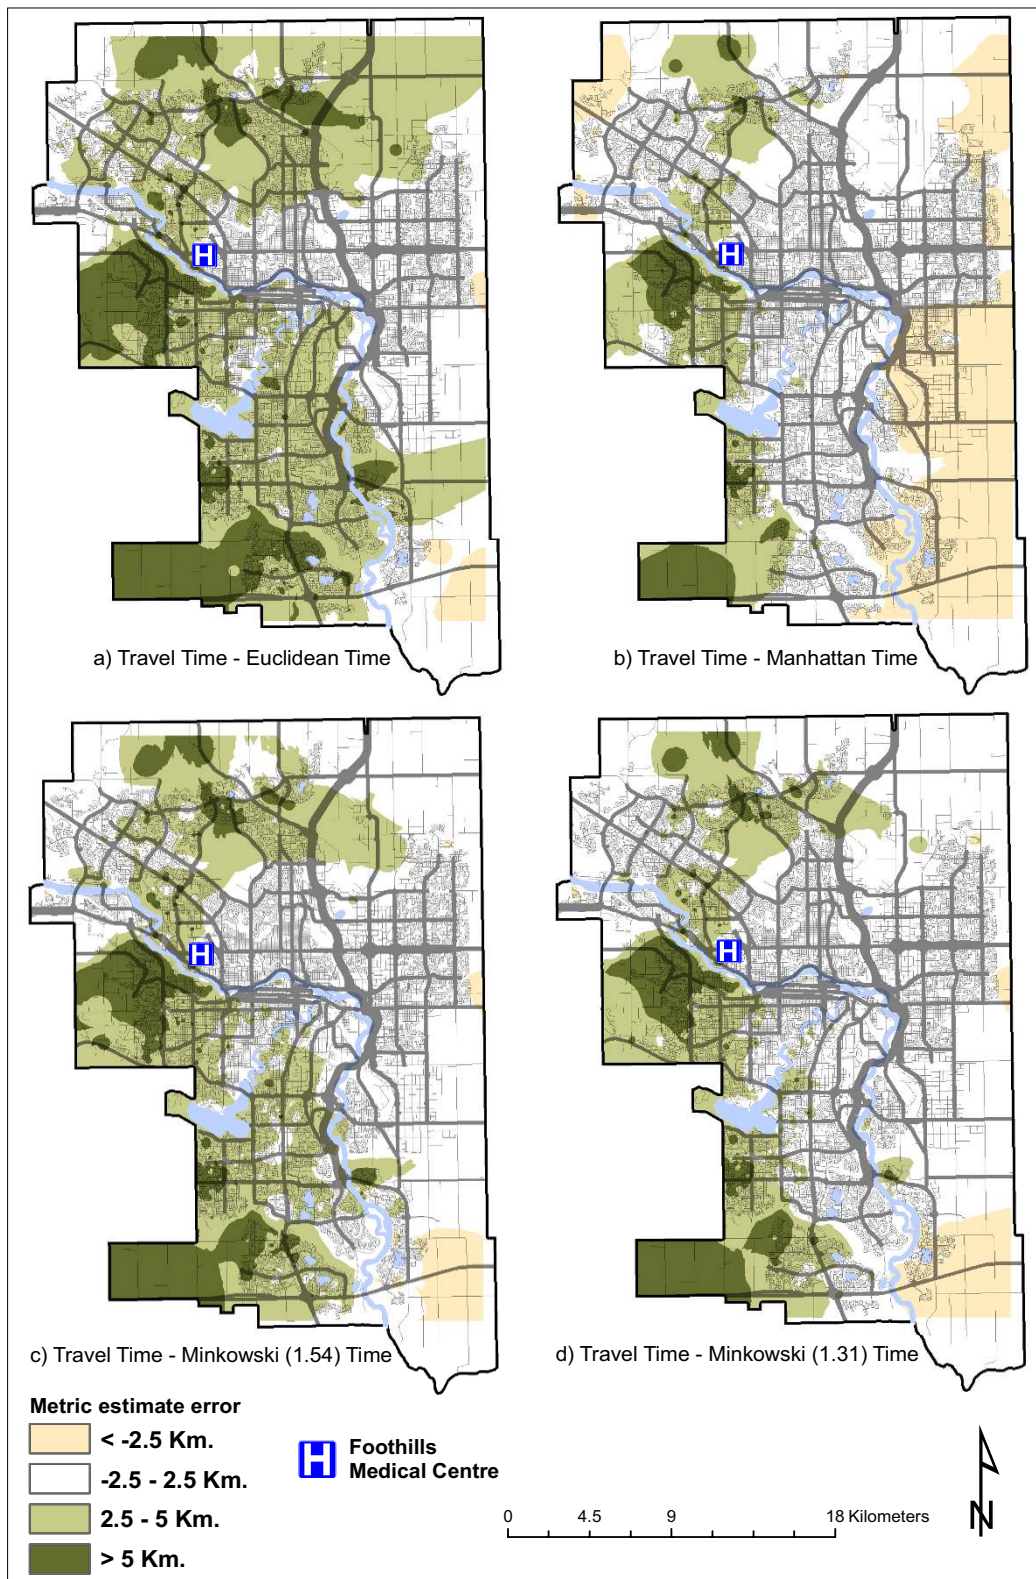 H
H
a) Travel Time - Euclidean Time
b) Travel Time - Manhattan Time
H
H
c) Travel Time - Minkowski (1.54) Time
d) Travel Time - Minkowski (1.31) Time
Metric estimate error
< -2.5 Km.
-2.5 - 2.5 Km.
2.5 - 5 Km.
> 5 Km.
H
Foothills
Medical Centre
0 4.5 9 18 Kilometers
N